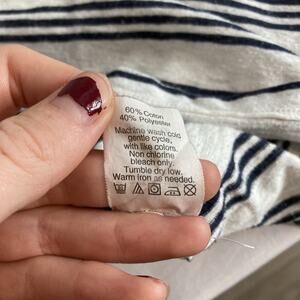 60% Cotton
40% Polyester
Machine wash cold
gentle cycle,
with like colors.
Non chlorine
bleach only.
Tumble dry low.
Warm iron as needed.